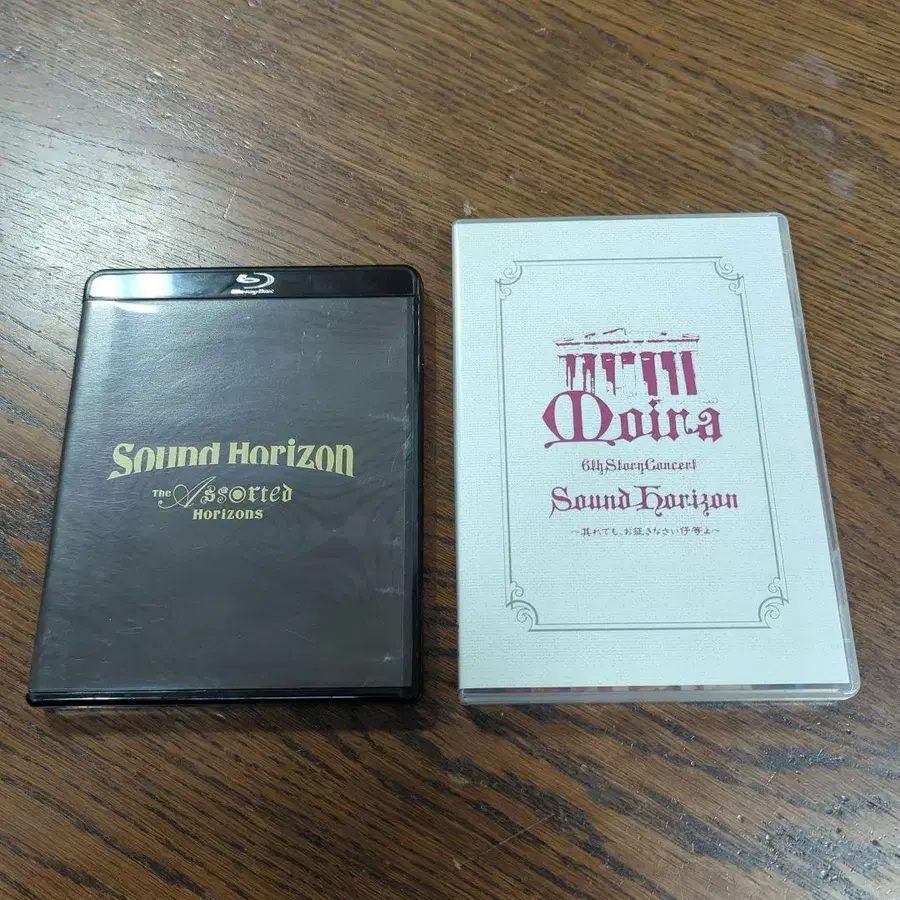 Blu-ray Disc
Sound Horizon
The Assorted
Horizons
Moira
6th Story Concert
Sound Horizon
～其れでも、お征きなさい仔等よ～